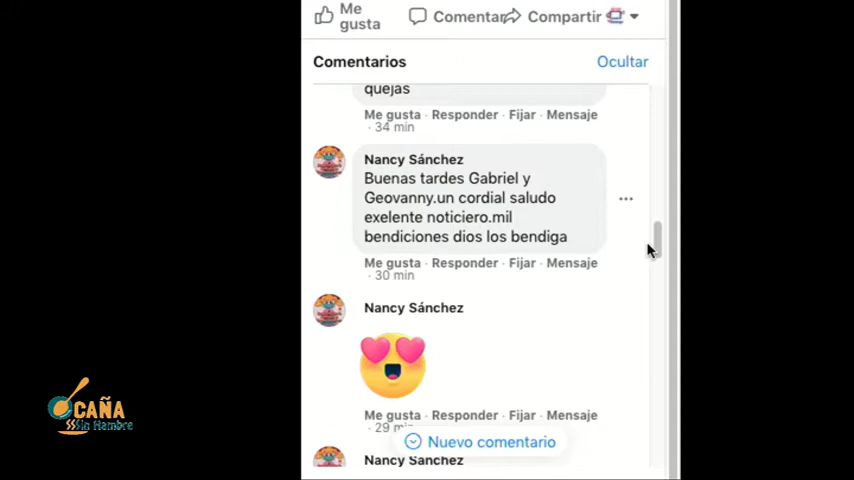 Me
gusta
Comentar
Compartir
Comentarios
Ocultar
quejas
Me gusta · Responder · Fijar · Mensaje
· 34 min
Nancy Sánchez
Buenas tardes Gabriel y
Geovanny.un cordial saludo
exelente noticiero.mil
bendiciones dios los bendiga
Me gusta · Responder · Fijar · Mensaje
· 30 min
Nancy Sánchez
Me gusta · Responder · Fijar · Mensaje
· 29 min
Nuevo comentario
Nancy Sánchez
OCAÑA
Sin Hambre